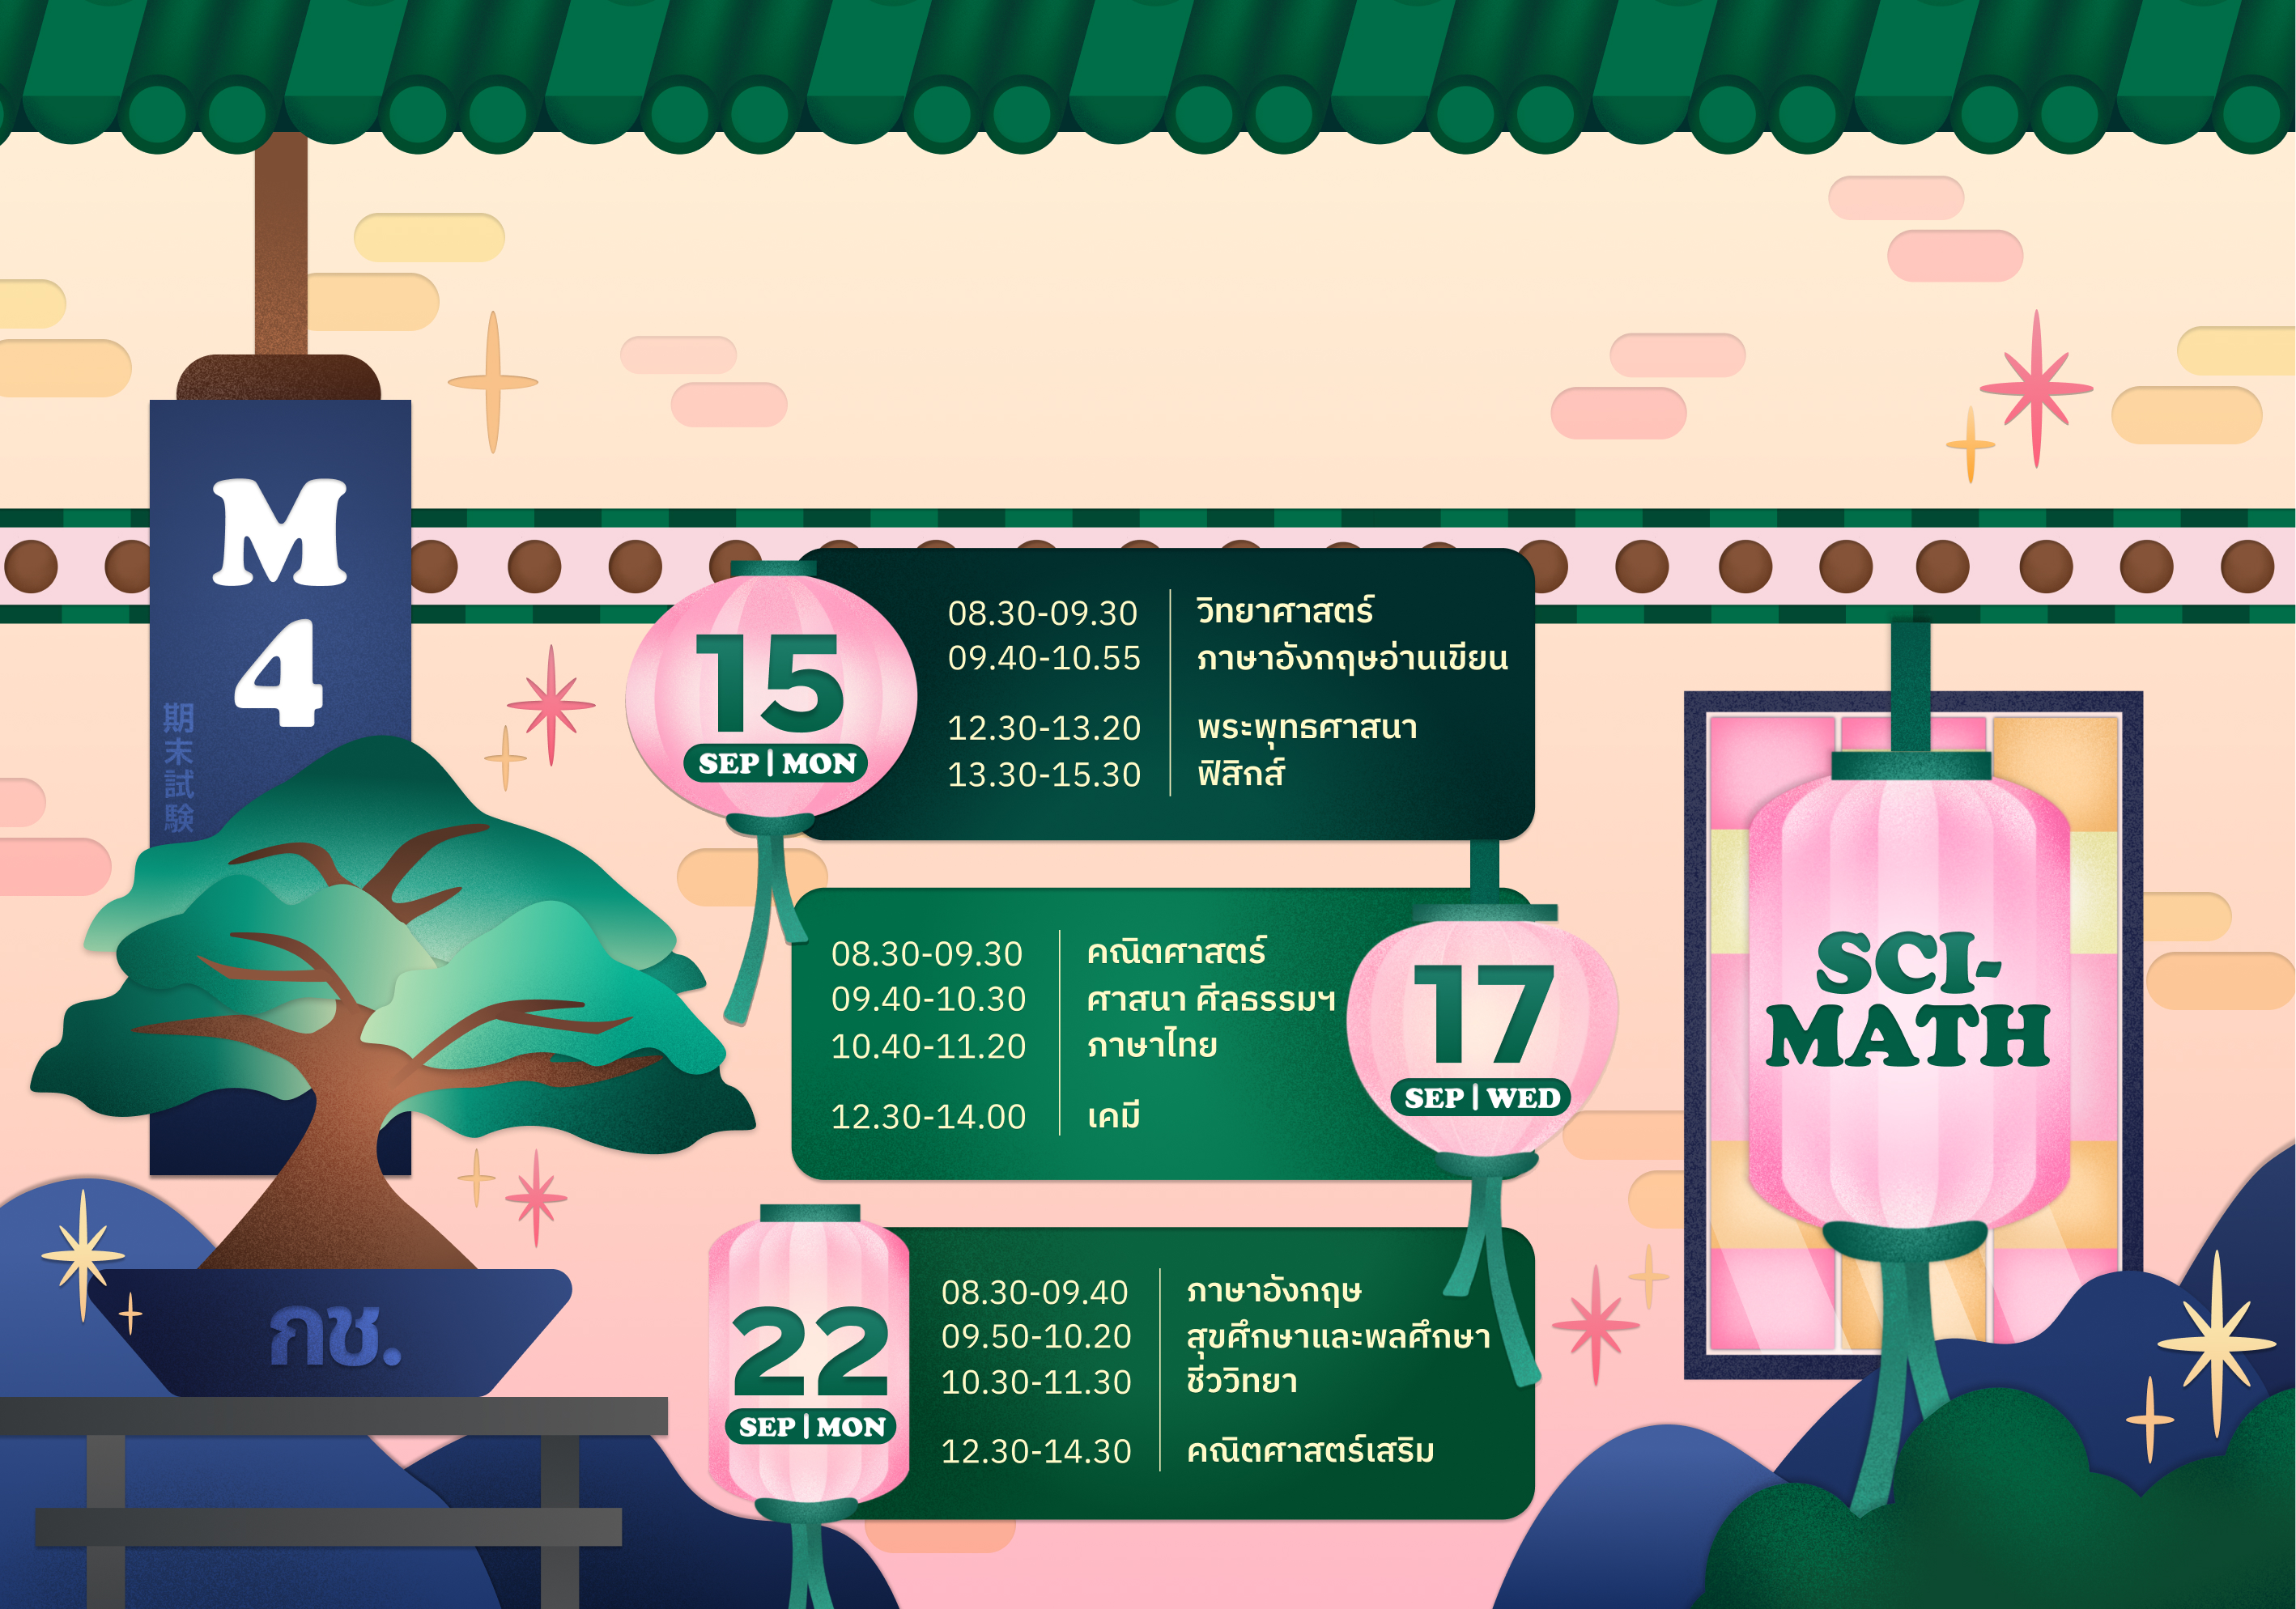 M
4
期末試験
กช.
15
SEP | MON
08.30-09.30 วิทยาศาสตร์
09.40-10.55 ภาษาอังกฤษอ่านเขียน
12.30-13.20 พระพุทธศาสนา
13.30-15.30 ฟิสิกส์
17
SEP | WED
08.30-09.30 คณิตศาสตร์
09.40-10.30 ศาสนา ศีลธรรมฯ
10.40-11.20 ภาษาไทย
12.30-14.00 เคมี
22
SEP | MON
08.30-09.40 ภาษาอังกฤษ
09.50-10.20 สุขศึกษาและพลศึกษา
10.30-11.30 ชีววิทยา
12.30-14.30 คณิตศาสตร์เสริม
SCI-
MATH